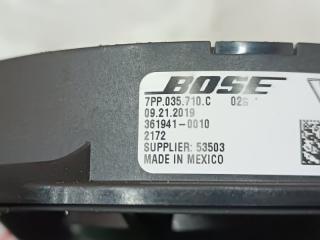 BOSE
7PP.035.710.C
09.21.2019
361941-0010
2172
SUPPLIER: 53503
MADE IN MEXICO